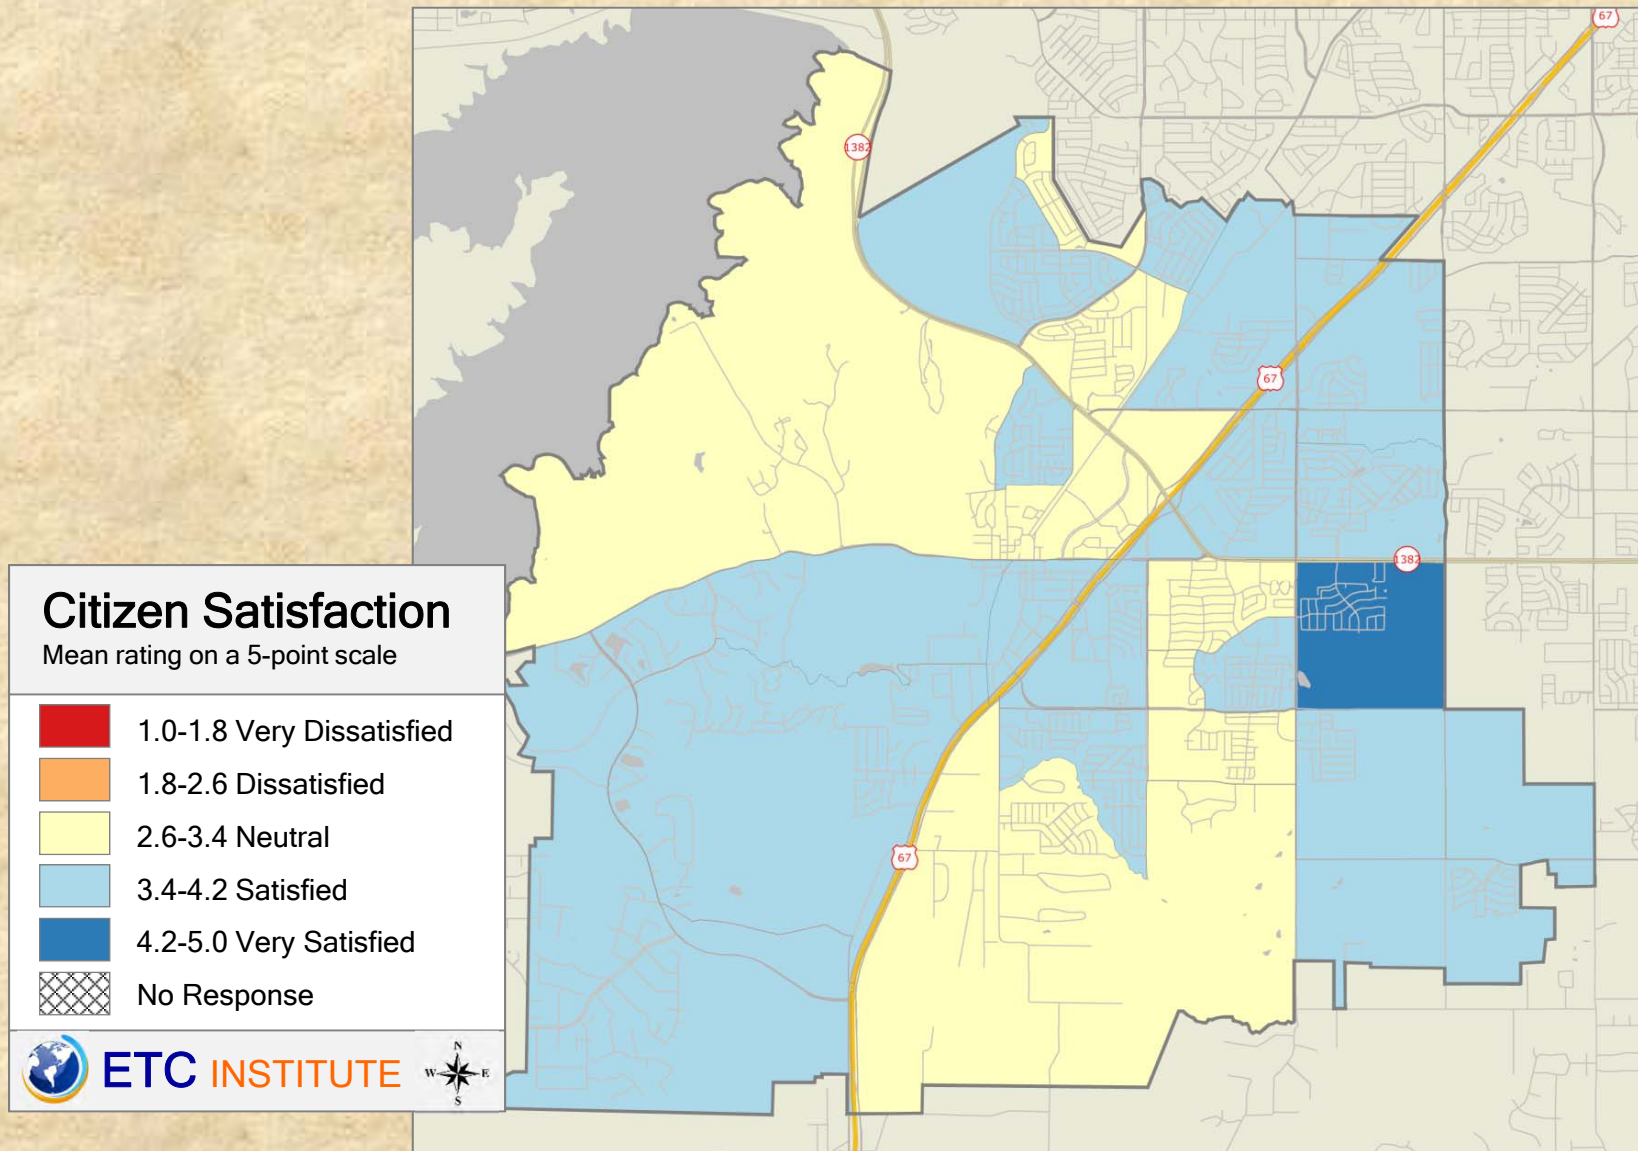 67
1382
67
1382
67
Citizen Satisfaction
Mean rating on a 5-point scale
1.0-1.8 Very Dissatisfied
1.8-2.6 Dissatisfied
2.6-3.4 Neutral
3.4-4.2 Satisfied
4.2-5.0 Very Satisfied
No Response
ETC INSTITUTE
N
W E
S